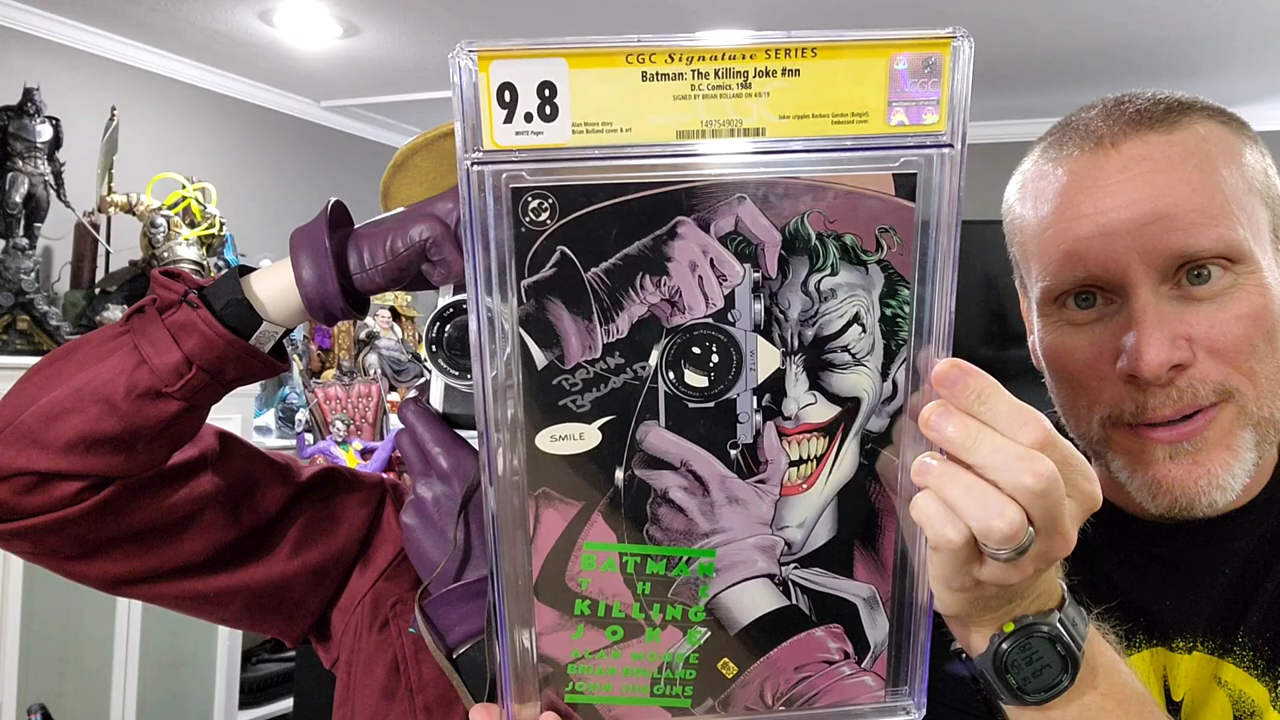 CGC Signature SERIES
9.8
WHITE Pages
Batman: The Killing Joke #nn
D.C. Comics, 1988
SIGNED BY BRIAN BOLLAND ON 4/8/19
Alan Moore story
Brian Bolland cover & art
1497549029
Joker cripples Barbara Gordon (Batgirl).
Embossed cover.
CGC
DC
WITZ
BRIAN
BOLLAND
SMILE
BATMAN
THE
KILLING
JOKE
ALAN MOORE
BRIAN BOLLAND
JOHN HIGGINS